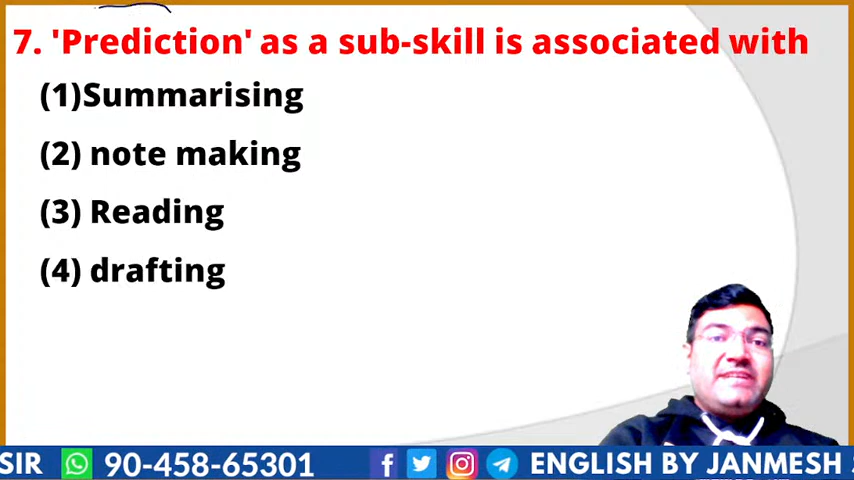 7. 'Prediction' as a sub-skill is associated with
(1)Summarising
(2) note making
(3) Reading
(4) drafting
SIR 90-458-65301 ENGLISH BY JANMESH